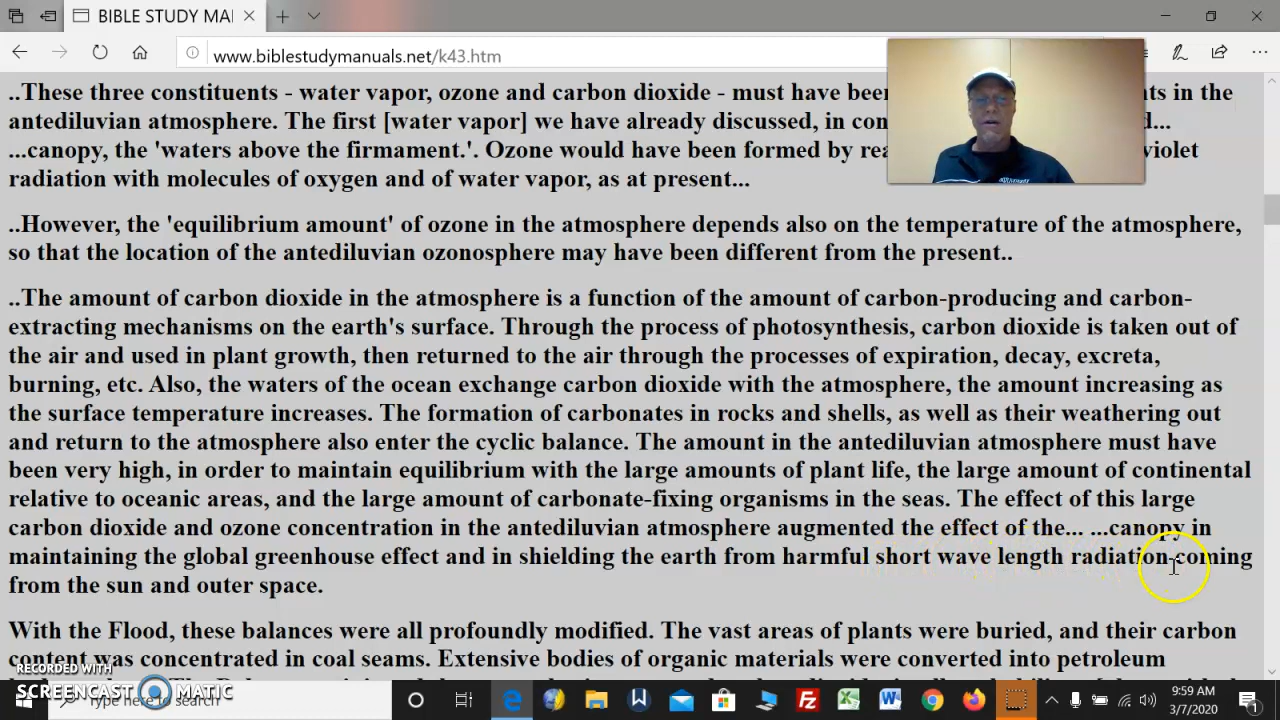 BIBLE STUDY MA
www.biblestudymanuals.net/k43.htm
..These three constituents - water vapor, ozone and carbon dioxide - must have been ts in the
antediluvian atmosphere. The first [water vapor] we have already discussed, in con d...
...canopy, the 'waters above the firmament.'. Ozone would have been formed by rea violet
radiation with molecules of oxygen and of water vapor, as at present...
..However, the 'equilibrium amount' of ozone in the atmosphere depends also on the temperature of the atmosphere,
so that the location of the antediluvian ozonosphere may have been different from the present..
..The amount of carbon dioxide in the atmosphere is a function of the amount of carbon-producing and carbon-
extracting mechanisms on the earth's surface. Through the process of photosynthesis, carbon dioxide is taken out of
the air and used in plant growth, then returned to the air through the processes of expiration, decay, excreta,
burning, etc. Also, the waters of the ocean exchange carbon dioxide with the atmosphere, the amount increasing as
the surface temperature increases. The formation of carbonates in rocks and shells, as well as their weathering out
and return to the atmosphere also enter the cyclic balance. The amount in the antediluvian atmosphere must have
been very high, in order to maintain equilibrium with the large amounts of plant life, the large amount of continental
relative to oceanic areas, and the large amount of carbonate-fixing organisms in the seas. The effect of this large
carbon dioxide and ozone concentration in the antediluvian atmosphere augmented the effect of the... ...canopy in
maintaining the global greenhouse effect and in shielding the earth from harmful short wave length radiation coming
from the sun and outer space.
With the Flood, these balances were all profoundly modified. The vast areas of plants were buried, and their carbon
content was concentrated in coal seams. Extensive bodies of organic materials were converted into petroleum
RECORDED WITH
SCREENCAST MATIC
Type here to search
9:59 AM
3/7/2020